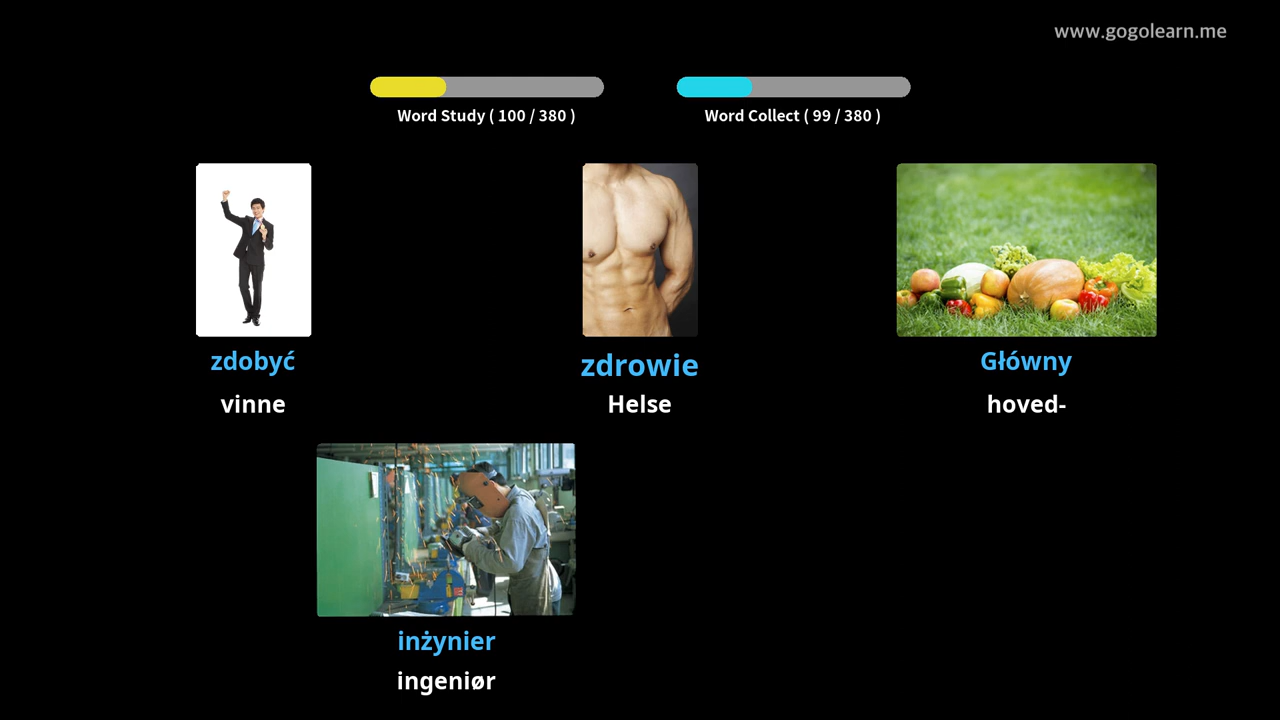 www.gogolearn.me
Word Study ( 100 / 380 )
Word Collect ( 99 / 380 )
zdobyć
vinne
zdrowie
Helse
Główny
hoved-
inżynier
ingeniør